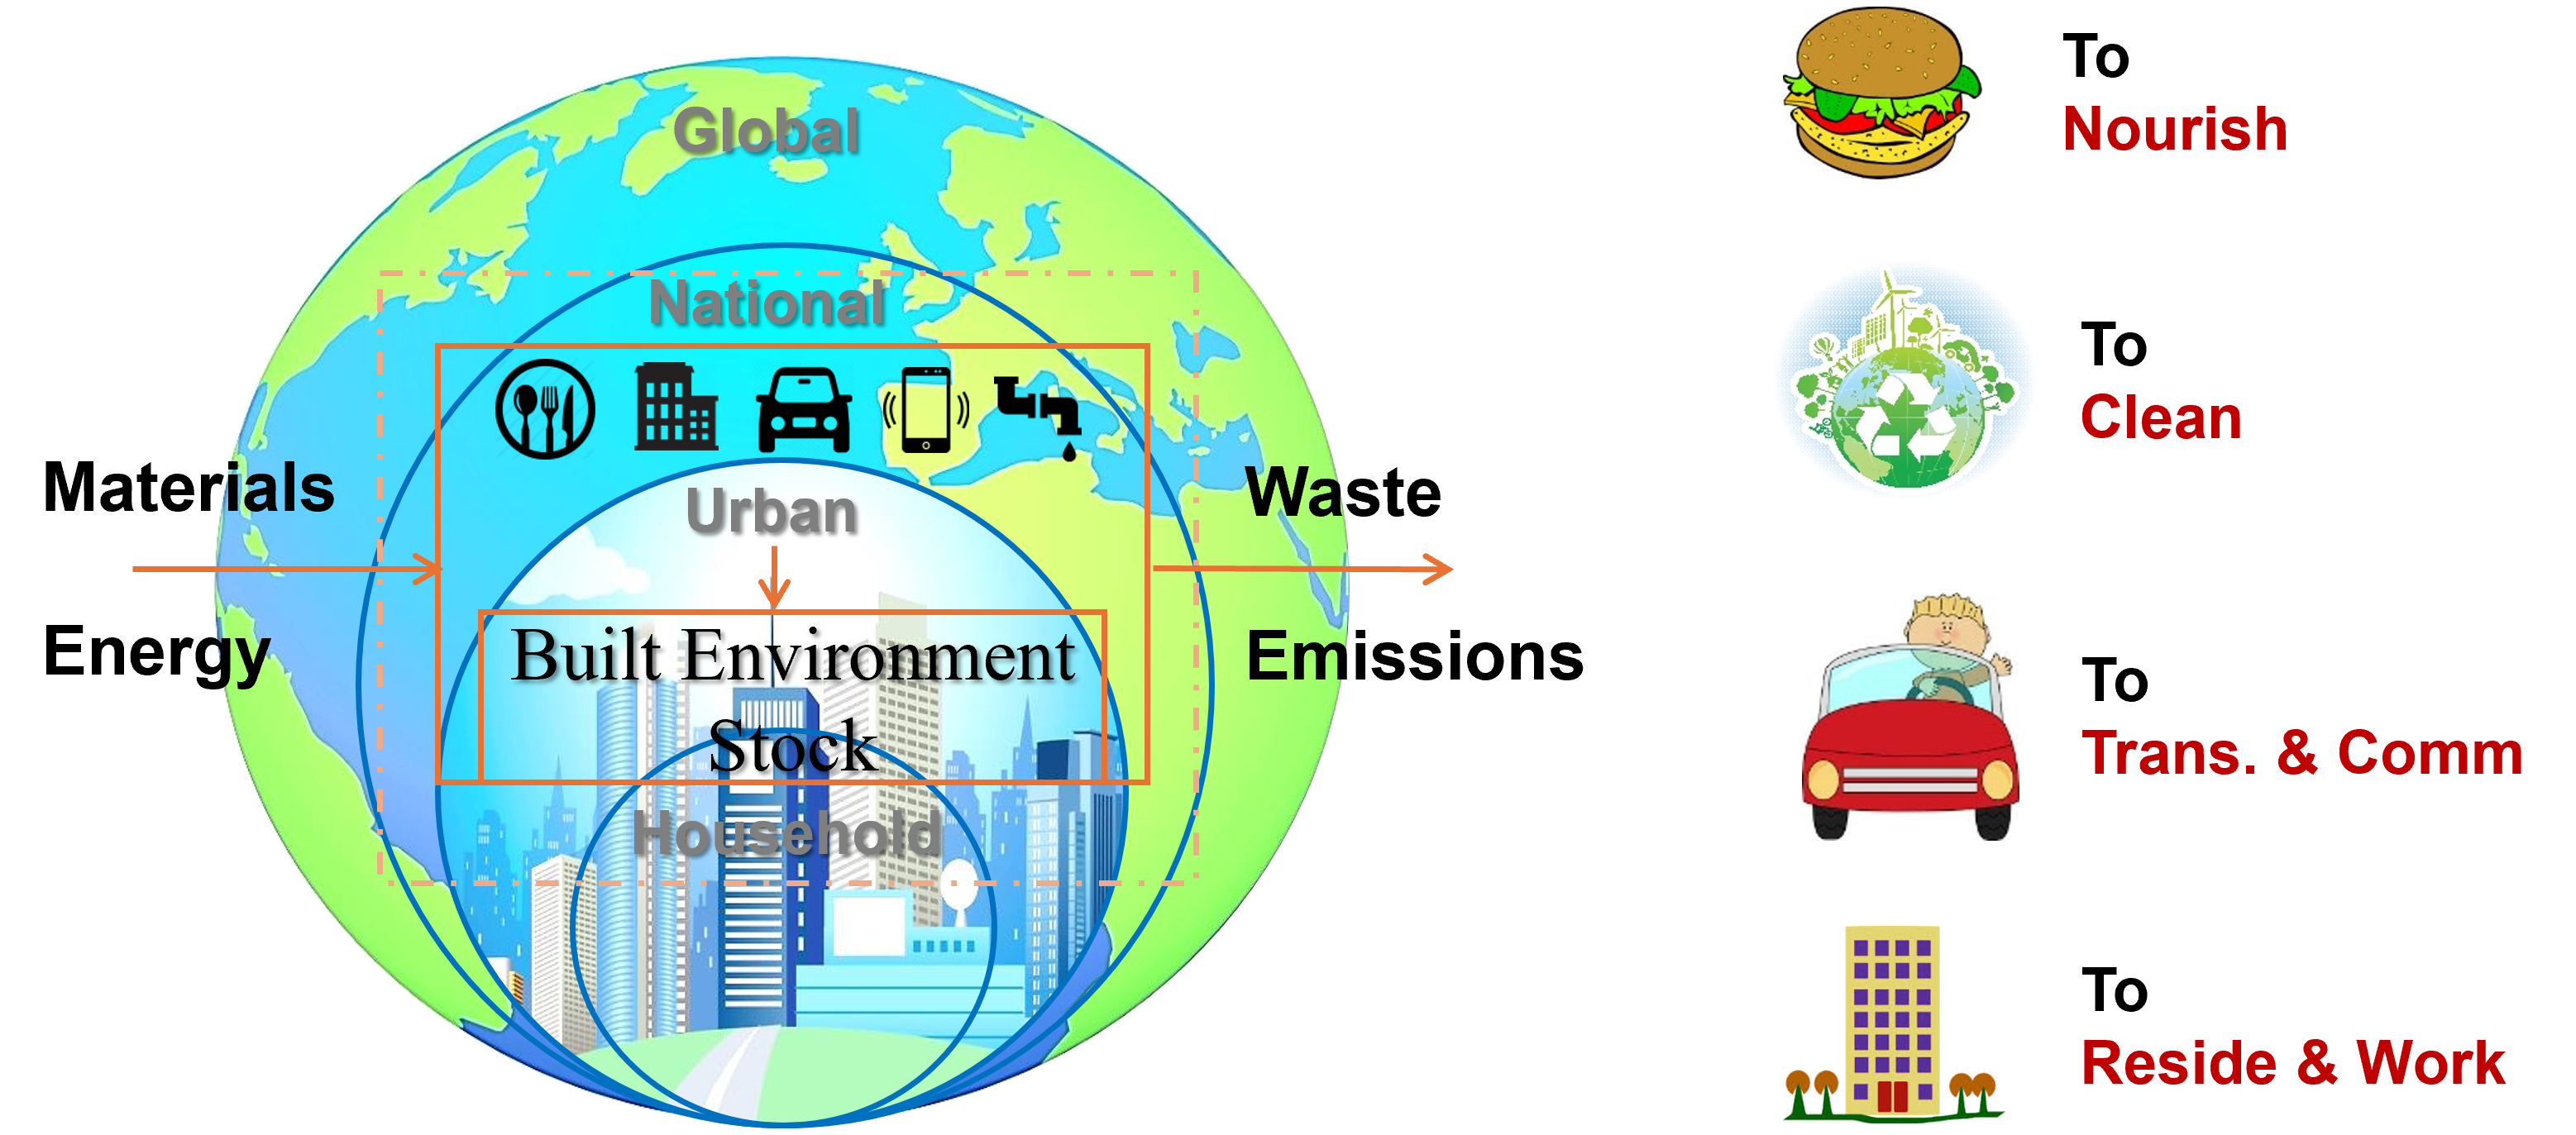 Global
National
Urban
Materials
Energy
Built Environment
Stock
Household
Waste
Emissions
To
Nourish
To
Clean
To
Trans. & Comm
To
Reside & Work